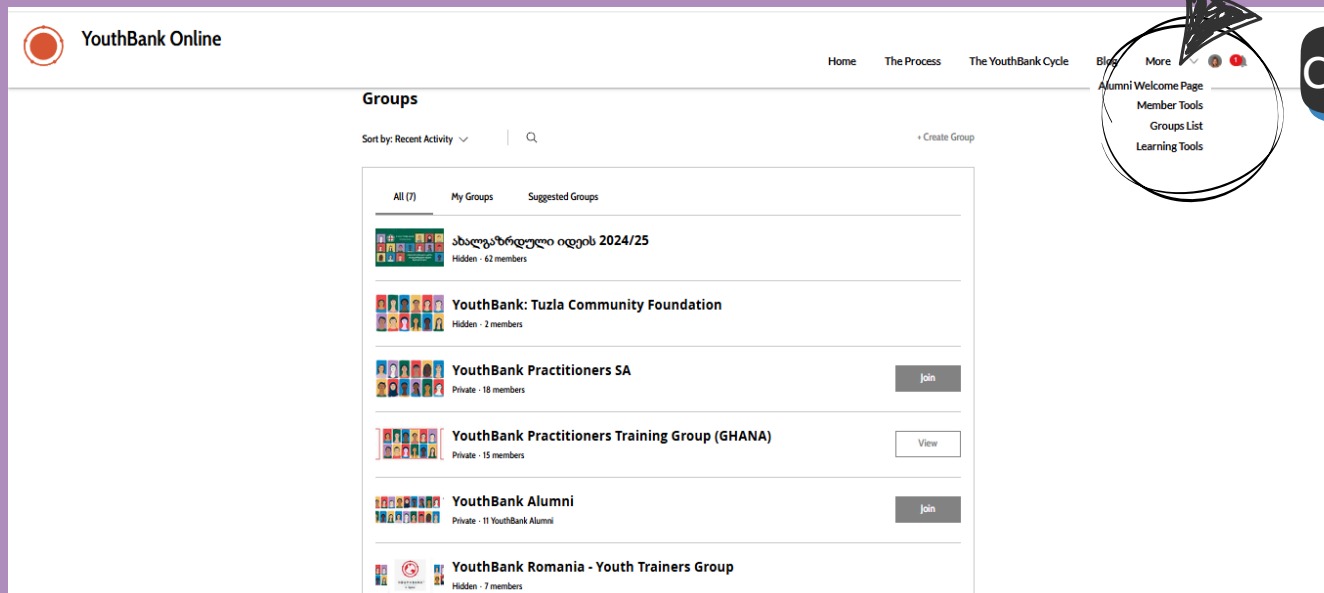 YouthBank Online
Home The Process The YouthBank Cycle Blog More 1
Alumni Welcome Page
Member Tools
Groups List
Learning Tools
Groups
Sort by: Recent Activity
+ Create Group
All (7) My Groups Suggested Groups
ახალგაზრდული იდეის 2024/25
Hidden · 62 members
YouthBank: Tuzla Community Foundation
Hidden · 2 members
YouthBank Practitioners SA
Private · 18 members
Join
YouthBank Practitioners Training Group (GHANA)
Private · 15 members
View
YouthBank Alumni
Private · 11 YouthBank Alumni
Join
YouthBank Romania - Youth Trainers Group
Hidden · 7 members